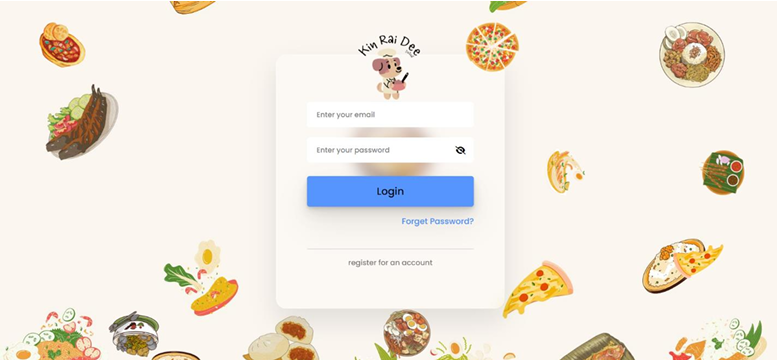 Kin Rai Dee
Enter your email
Enter your password
Login
Forget Password?
register for an account